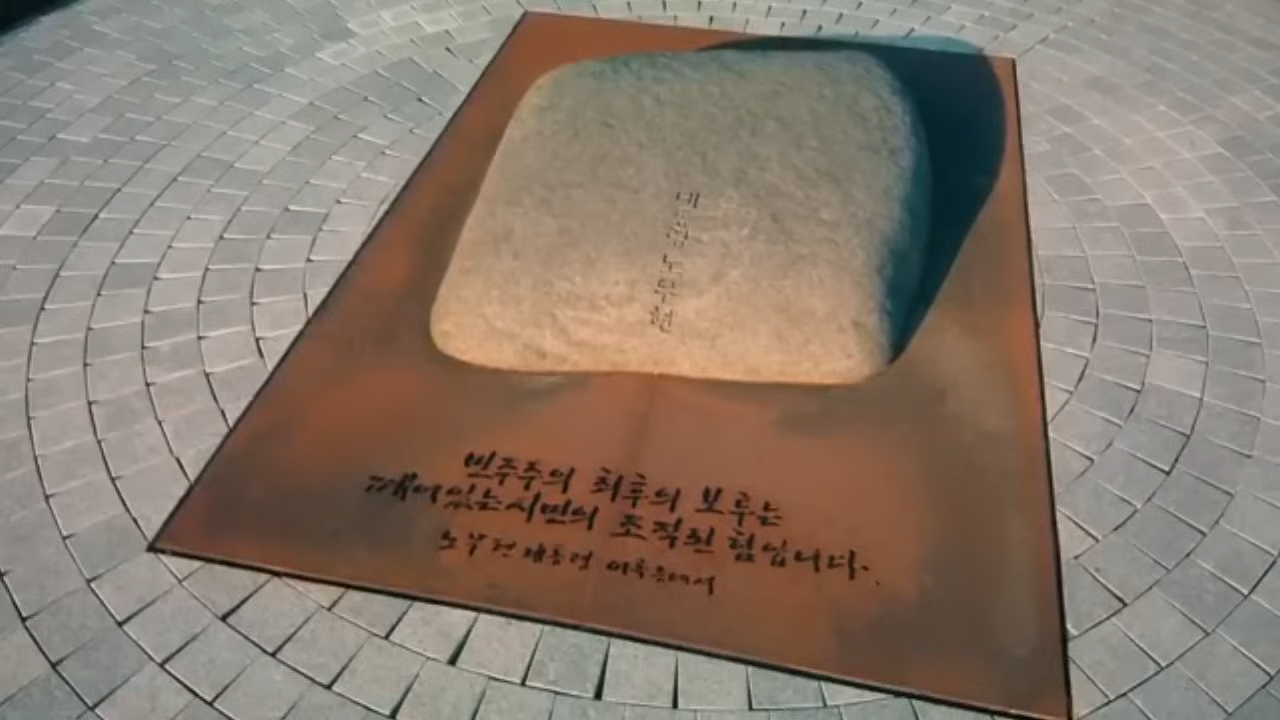 대통령
노무현
민주주의 최후의 보루는
깨어있는 시민의 조직된 힘입니다.
노무현 대통령 어록중에서